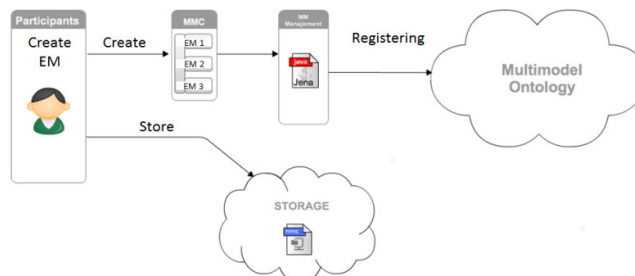 Participants
Create
EM
Create
MMC
EM 1
EM 2
EM 3
MM
Manajement
java
Jena
Registering
Multimodel
Ontology
Store
STORAGE
mmc